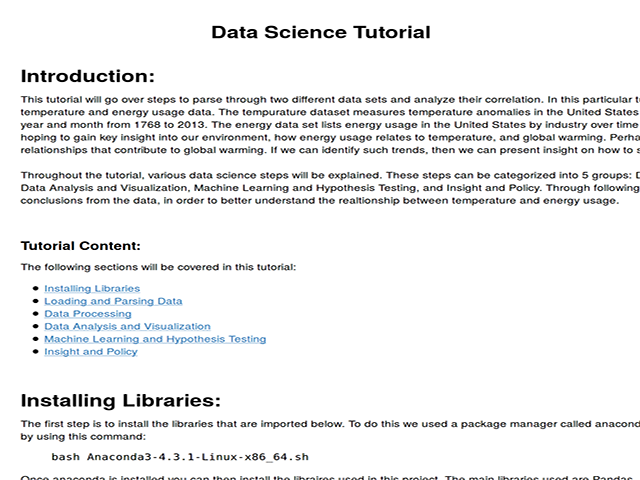 Data Science Tutorial
Introduction:
This tutorial will go over steps to parse through two different data sets and analyze their correlation. In this particular
temperature and energy usage data. The tempurature dataset measures temperature anomalies in the United States
year and month from 1768 to 2013. The energy data set lists energy usage in the United States by industry over time
hoping to gain key insight into our environment, how energy usage relates to temperature, and global warming.
relationships that contribute to global warming. If we can identify such trends, then we can present insight on how to
Throughout the tutorial, various data science steps will be explained. These steps can be categorized into 5 groups:
Data Analysis and Visualization, Machine Learning and Hypothesis Testing, and Insight and Policy. Through following
conclusions from the data, in order to better understand the realtionship between temperature and energy usage.
Tutorial Content:
The following sections will be covered in this tutorial:
Installing Libraries
Loading and Parsing Data
Data Processing
Data Analysis and Visualization
Machine Learning and Hypothesis Testing
Insight and Policy
Installing Libraries:
The first step is to install the libraries that are imported below. To do this we used a package manager called
by using this command:
bash Anaconda3-4.3.1-Linux-x86_64.sh
Once anaconda is installed you can then install the libraires used in this project. The main libraries used are Pandas,